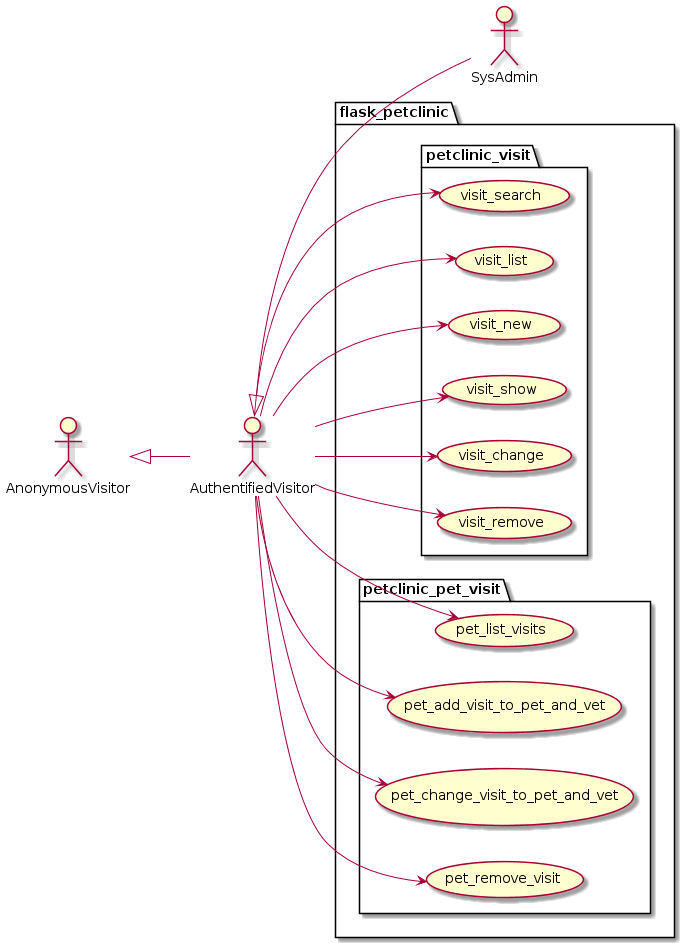 SysAdmin
flask_petclinic
petclinic_visit
visit_search
visit_list
visit_new
visit_show
visit_change
visit_remove
AnonymousVisitor
AuthentifiedVisitor
petclinic_pet_visit
pet_list_visits
pet_add_visit_to_pet_and_vet
pet_change_visit_to_pet_and_vet
pet_remove_visit